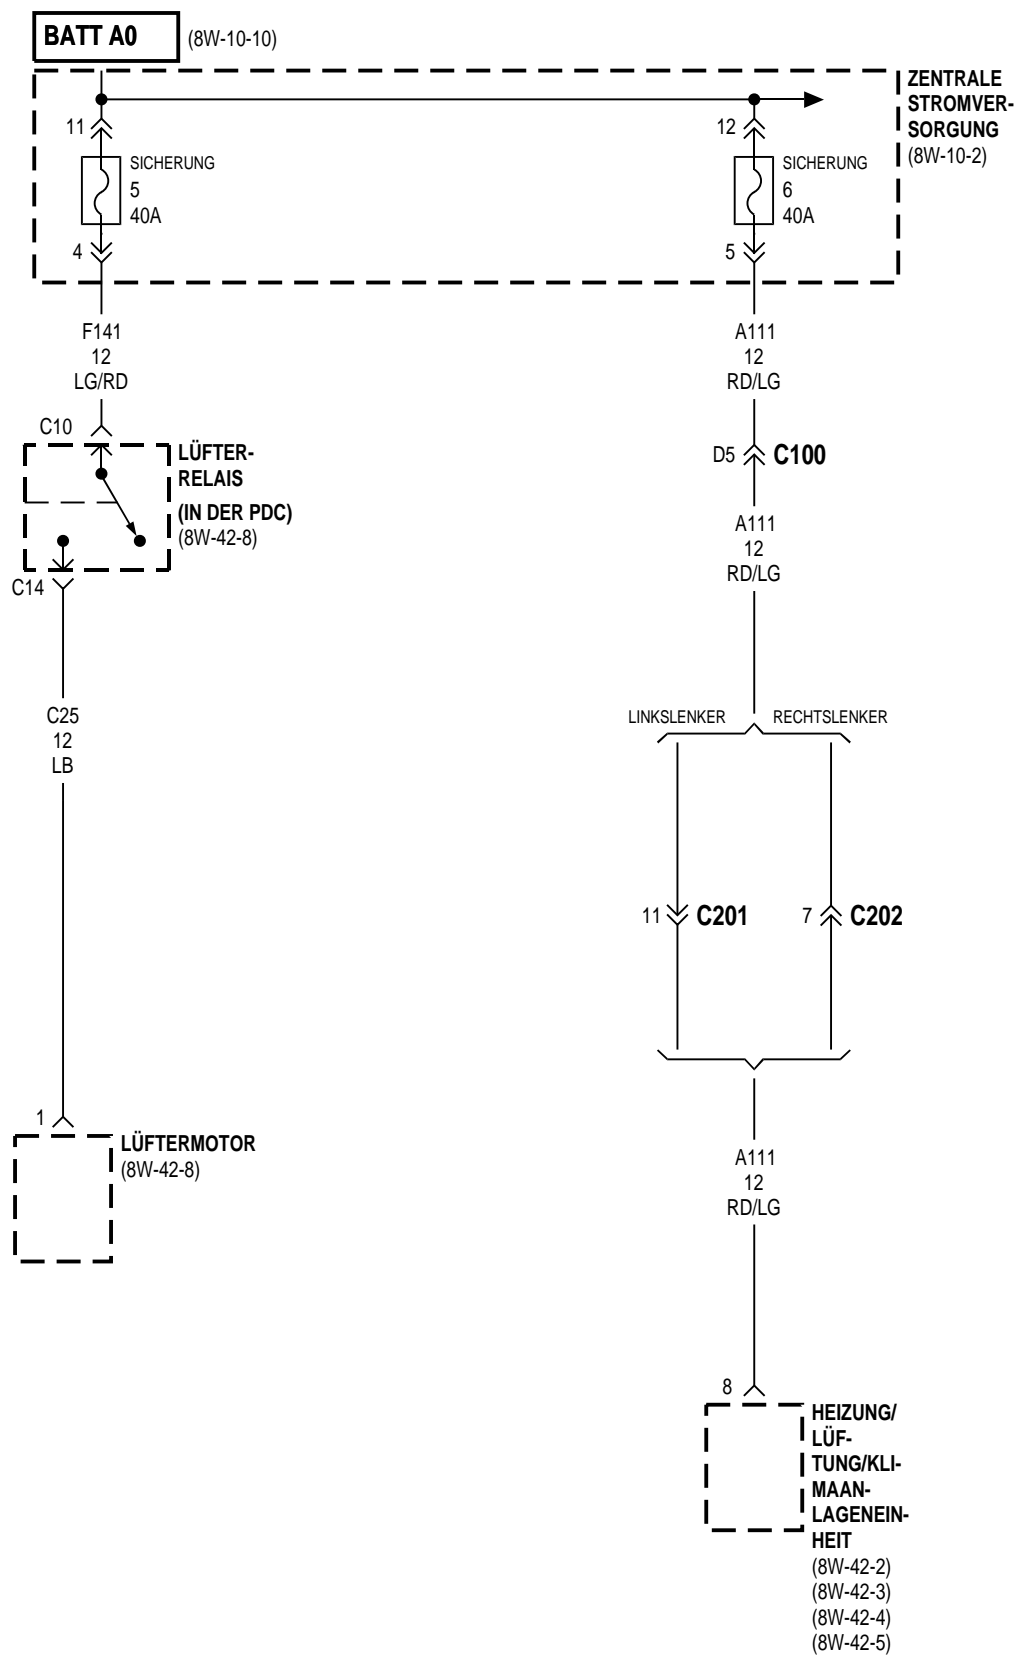 BATT A0 (8W-10-10)
ZENTRALE
STROMVER-
SORGUNG
(8W-10-2)
11
SICHERUNG
5
40A
4
12
SICHERUNG
6
40A
5
F141
12
LG/RD
C10
LÜFTER-
RELAIS
(IN DER PDC)
(8W-42-8)
C14
C25
12
LB
1
LÜFTERMOTOR
(8W-42-8)
A111
12
RD/LG
D5 C100
A111
12
RD/LG
LINKSLENKER RECHTSLENKER
11 C201 7 C202
A111
12
RD/LG
8
HEIZUNG/
LÜF-
TUNG/KLI-
MAAN-
LAGENEIN-
HEIT
(8W-42-2)
(8W-42-3)
(8W-42-4)
(8W-42-5)